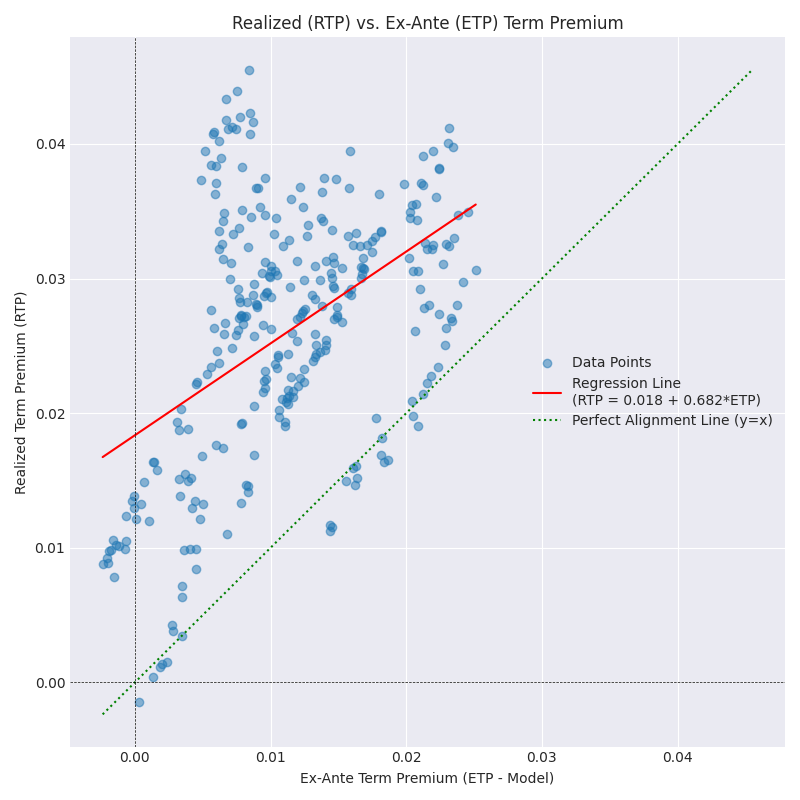 Realized (RTP) vs. Ex-Ante (ETP) Term Premium
Realized Term Premium (RTP)
0.04
0.03
0.02
0.01
0.00
Data Points
Regression Line
(RTP = 0.018 + 0.682*ETP)
Perfect Alignment Line (y=x)
0.00 0.01 0.02 0.03 0.04
Ex-Ante Term Premium (ETP - Model)